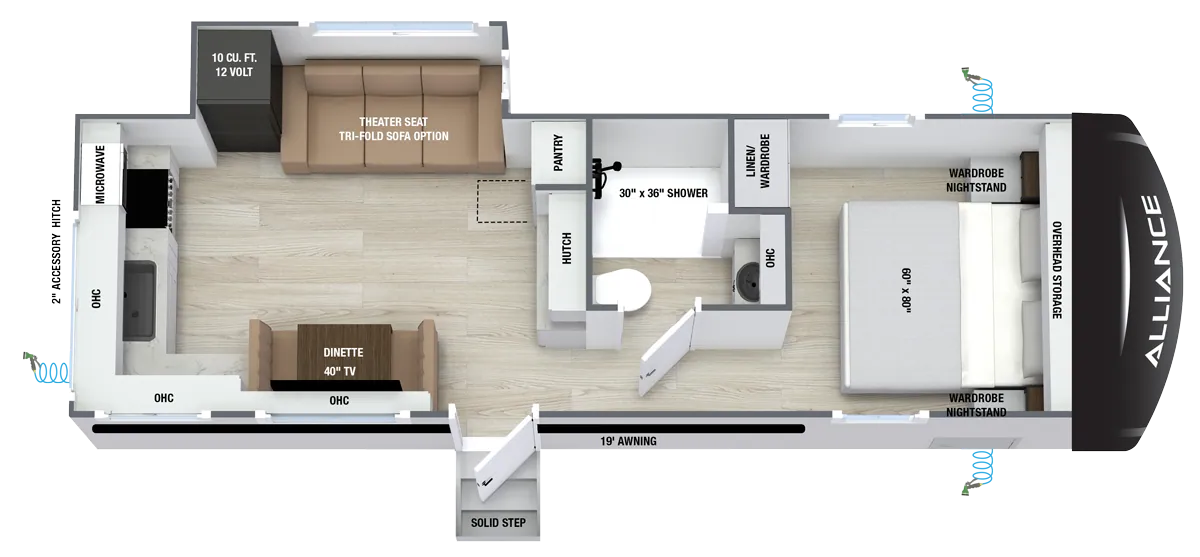 10 CU. FT.
12 VOLT
THEATER SEAT
TRI-FOLD SOFA OPTION
MICROWAVE
PANTRY
LINEN/
WARDROBE
30" x 36" SHOWER
WARDROBE
NIGHTSTAND
2" ACCESSORY HITCH
OHC
HUTCH
OHC
60" x 80"
OVERHEAD STORAGE
ALLIANCE
DINETTE
40" TV
OHC
OHC
WARDROBE
NIGHTSTAND
19' AWNING
SOLID STEP